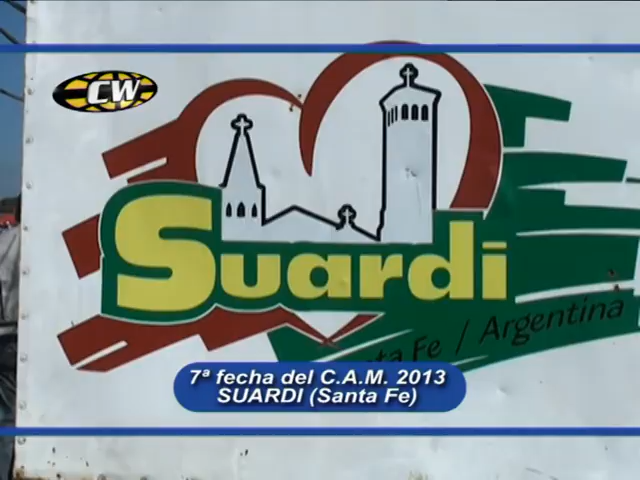 CW
Suardi
Santa Fe / Argentina
7ª fecha del C.A.M. 2013
SUARDI (Santa Fe)